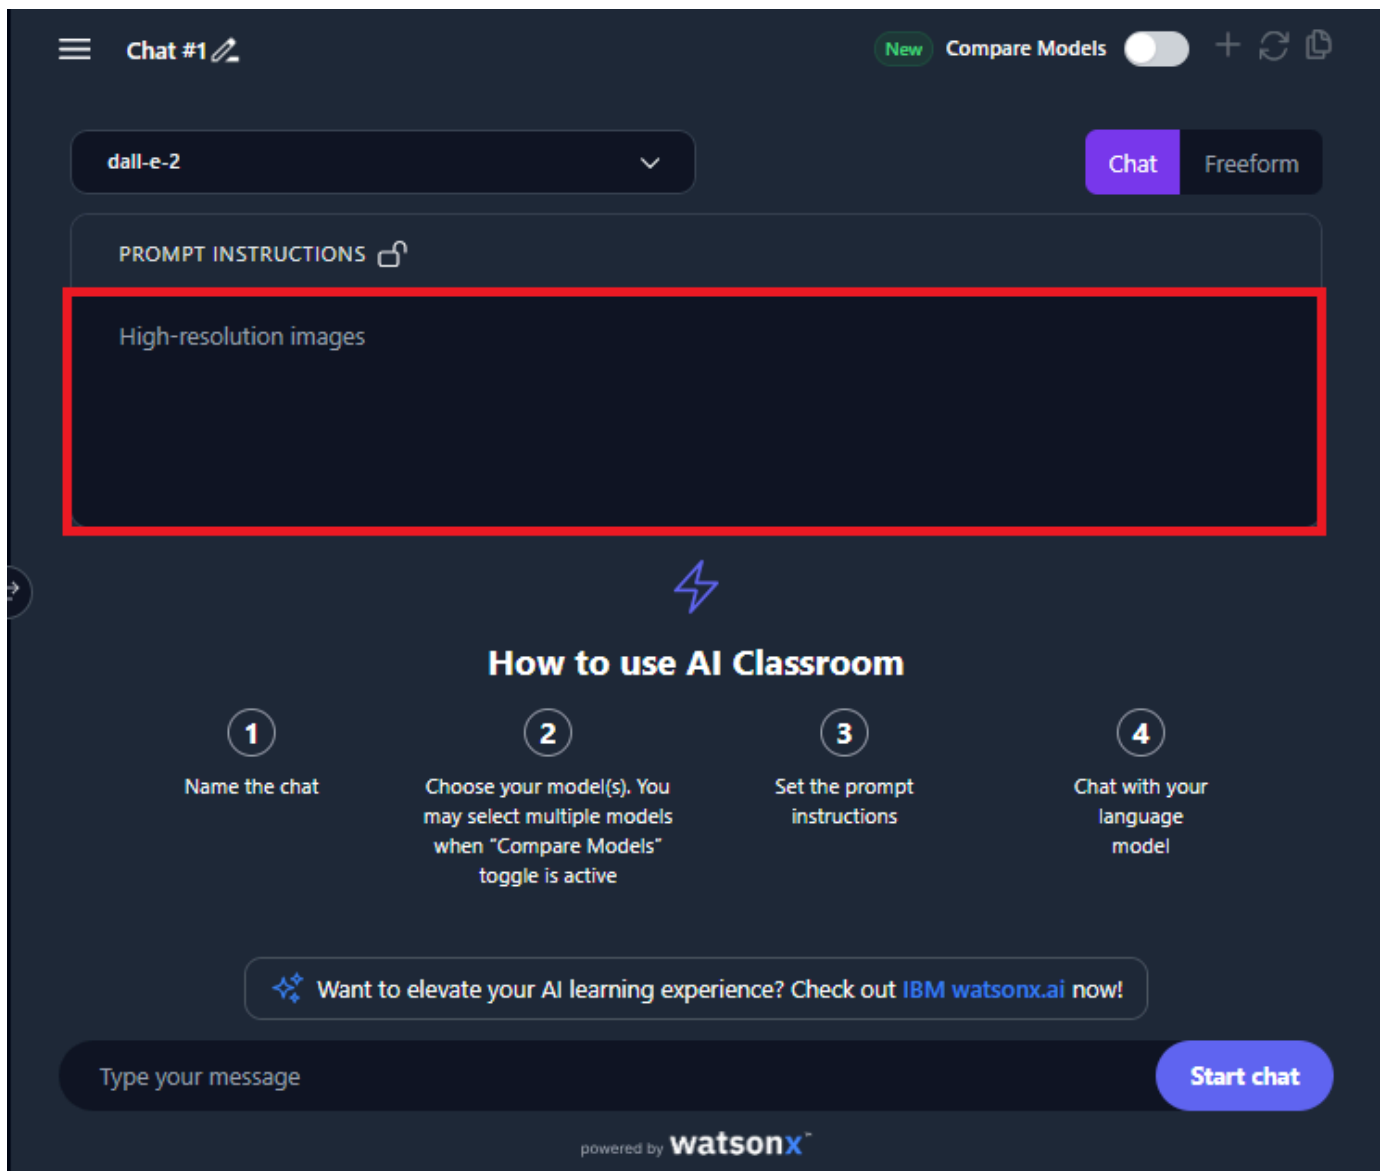 Chat #1
New Compare Models
dall-e-2
Chat Freeform
PROMPT INSTRUCTIONS
High-resolution images
How to use AI Classroom
1
Name the chat
2
Choose your model(s). You
may select multiple models
when "Compare Models"
toggle is active
3
Set the prompt
instructions
4
Chat with your
language
model
Want to elevate your AI learning experience? Check out IBM watsonx.ai now!
Type your message
Start chat
powered by watsonx™